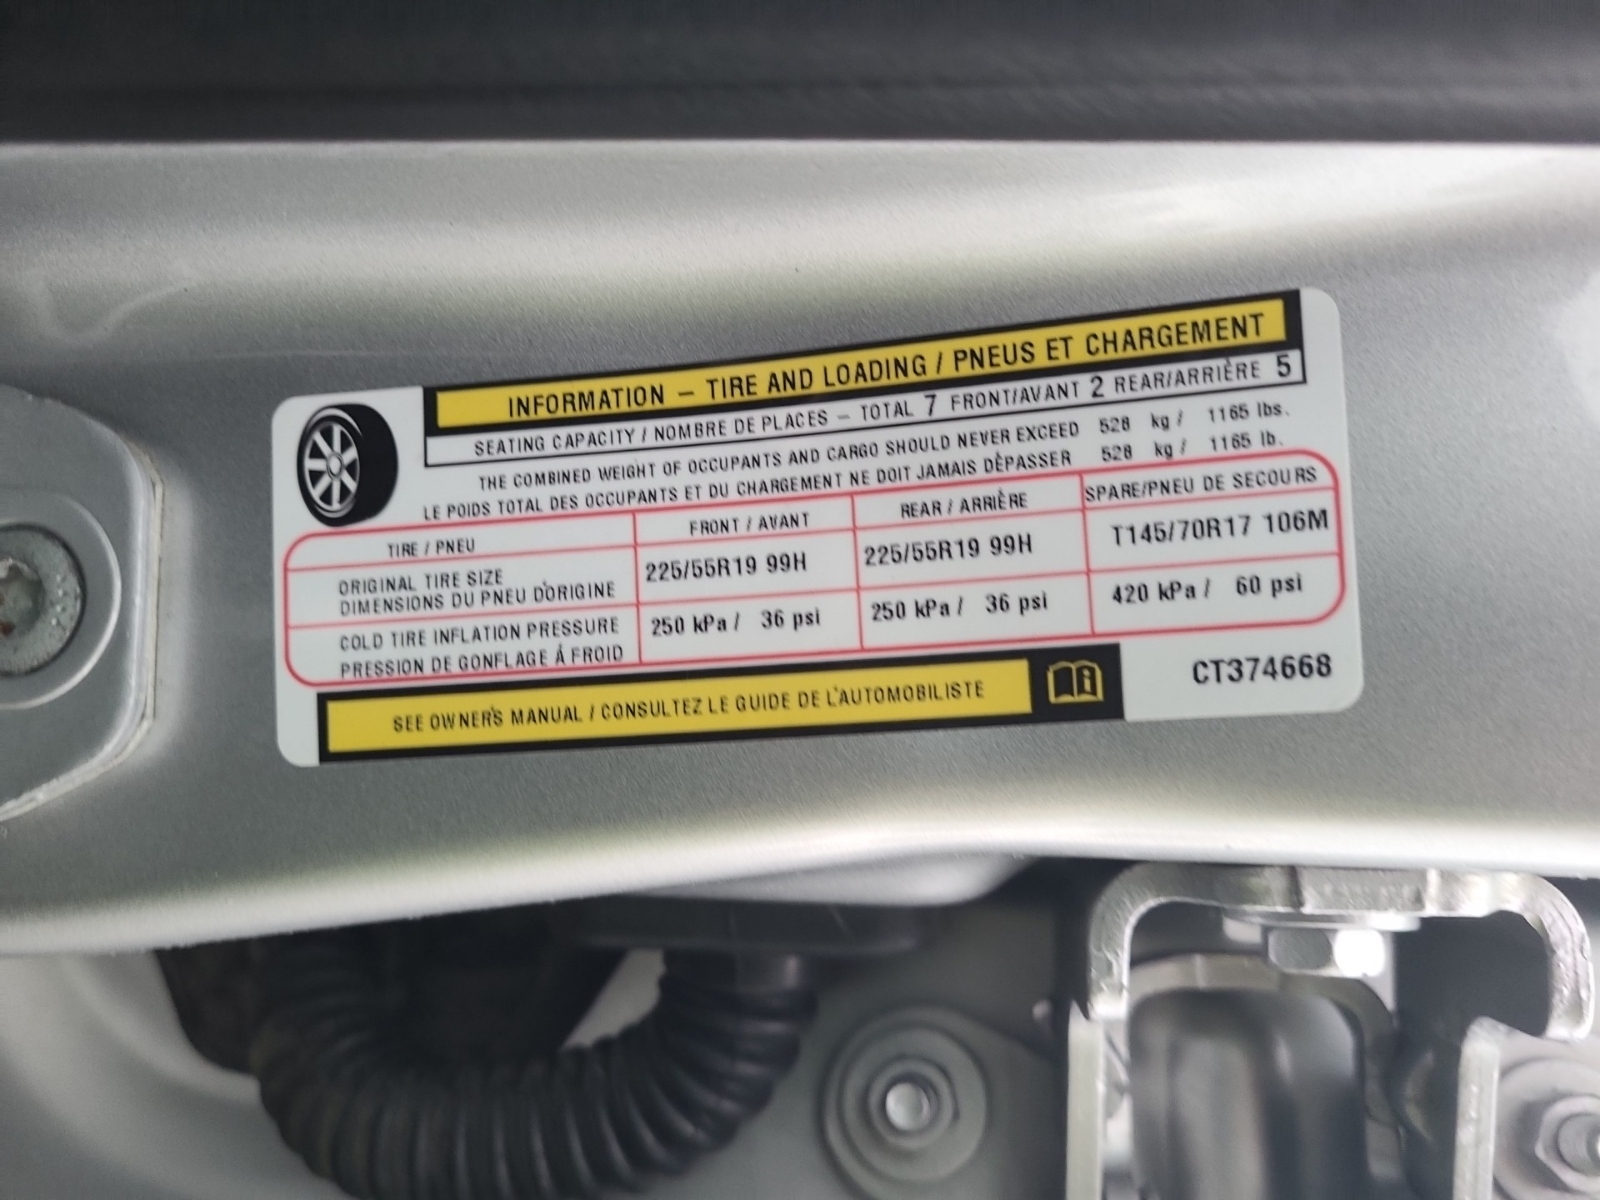 INFORMATION – TIRE AND LOADING / PNEUS ET CHARGEMENT
SEATING CAPACITY / NOMBRE DE PLACES – TOTAL 7 FRONT/AVANT 2 REAR/ARRIÈRE 5
THE COMBINED WEIGHT OF OCCUPANTS AND CARGO SHOULD NEVER EXCEED 528 kg / 1165 lbs.
LE POIDS TOTAL DES OCCUPANTS ET DU CHARGEMENT NE DOIT JAMAIS DÉPASSER 528 kg / 1165 lb.
TIRE / PNEU FRONT / AVANT REAR / ARRIÈRE SPARE/PNEU DE SECOURS
ORIGINAL TIRE SIZE
DIMENSIONS DU PNEU D'ORIGINE
225/55R19 99H 225/55R19 99H T145/70R17 106M
COLD TIRE INFLATION PRESSURE
PRESSION DE GONFLAGE À FROID
250 kPa / 36 psi 250 kPa / 36 psi 420 kPa / 60 psi
SEE OWNER'S MANUAL / CONSULTEZ LE GUIDE DE L'AUTOMOBILISTE
CT374668